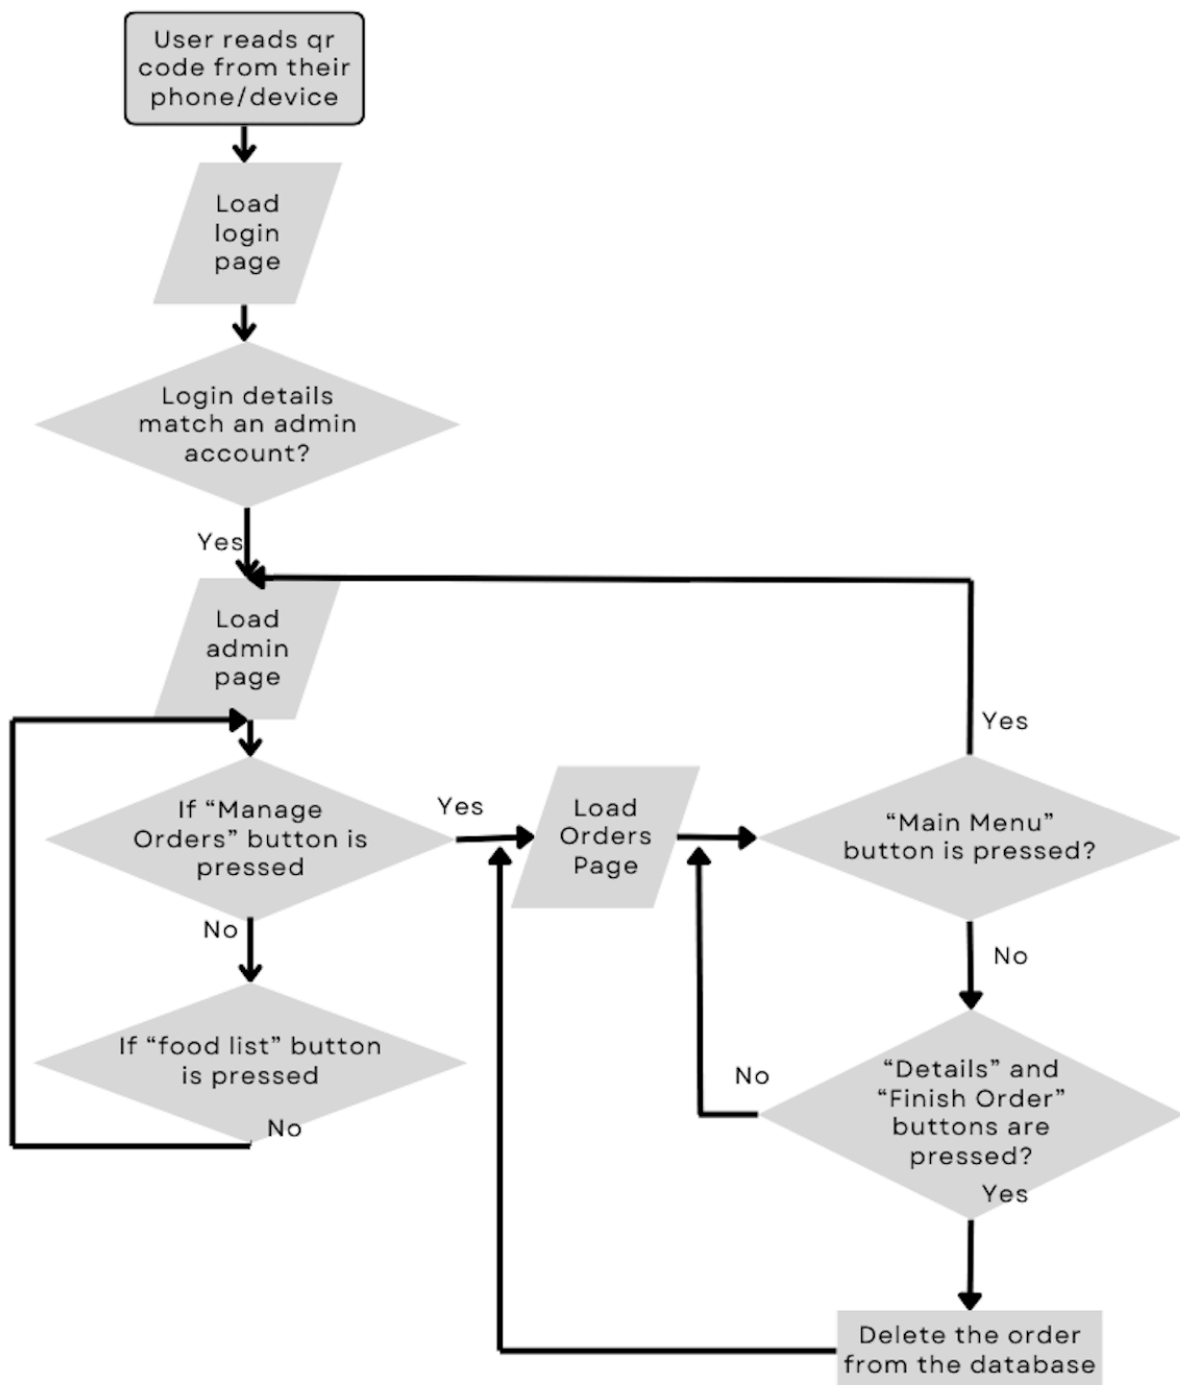 User reads qr
code from their
phone/device
Load
login
page
Login details
match an admin
account?
Yes
Load
admin
page
If “Manage
Orders” button is
pressed
No
If “food list” button
is pressed
No
Yes
Load
Orders
Page
“Main Menu”
button is pressed?
Yes
No
“Details” and
“Finish Order”
buttons are
pressed?
No
Yes
Delete the order
from the database